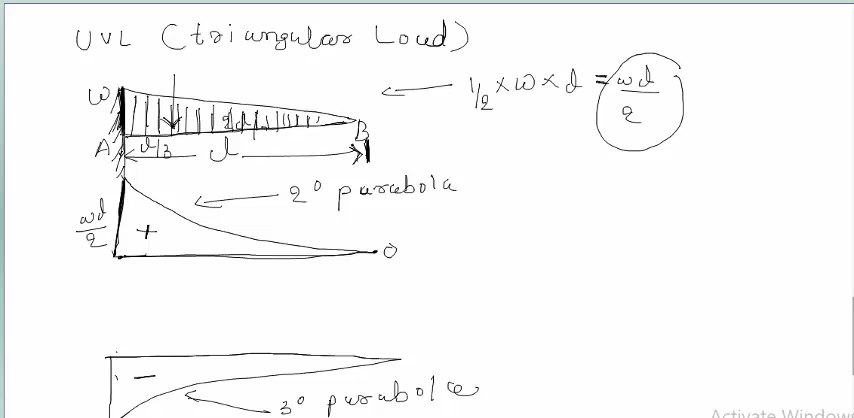 UVL (triangular Load)
1/2 × w × l = wl/2
w
B
A l/3 l
2° parabola
wl/2 +
0
-
3° parabola
Activate Windows